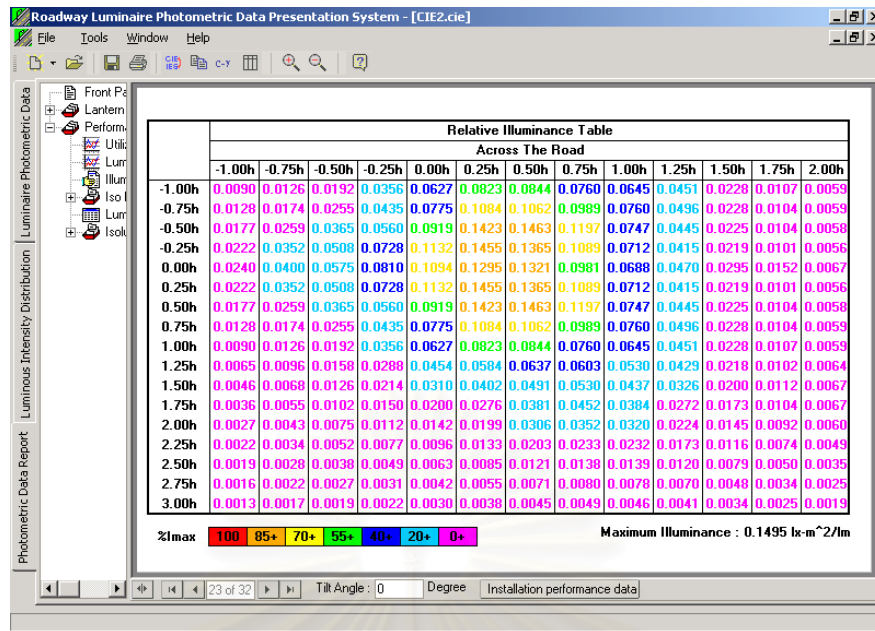 Roadway Luminaire Photometric Data Presentation System - [CIE2.cie]
File Tools Window Help
CIE IES C-γ
Luminaire Photometric Data
Luminous Intensity Distribution
Photometric Data Report
Front Pa
Lantern
Perform
Utili
Lum
Illum
Iso I
Lum
Isolu
Relative Illuminance Table
Across The Road
-1.00h -0.75h -0.50h -0.25h 0.00h 0.25h 0.50h 0.75h 1.00h 1.25h 1.50h 1.75h 2.00h
-1.00h 0.0090 0.0126 0.0192 0.0356 0.0627 0.0823 0.0844 0.0760 0.0645 0.0451 0.0228 0.0107 0.0059
-0.75h 0.0128 0.0174 0.0255 0.0435 0.0775 0.1084 0.1062 0.0989 0.0760 0.0496 0.0228 0.0104 0.0059
-0.50h 0.0177 0.0259 0.0365 0.0560 0.0919 0.1423 0.1463 0.1197 0.0747 0.0445 0.0225 0.0104 0.0058
-0.25h 0.0222 0.0352 0.0508 0.0728 0.1132 0.1455 0.1365 0.1089 0.0712 0.0415 0.0219 0.0101 0.0056
0.00h 0.0240 0.0400 0.0575 0.0810 0.1094 0.1295 0.1321 0.0981 0.0688 0.0470 0.0295 0.0152 0.0067
0.25h 0.0222 0.0352 0.0508 0.0728 0.1132 0.1455 0.1365 0.1089 0.0712 0.0415 0.0219 0.0101 0.0056
0.50h 0.0177 0.0259 0.0365 0.0560 0.0919 0.1423 0.1463 0.1197 0.0747 0.0445 0.0225 0.0104 0.0058
0.75h 0.0128 0.0174 0.0255 0.0435 0.0775 0.1084 0.1062 0.0989 0.0760 0.0496 0.0228 0.0104 0.0059
1.00h 0.0090 0.0126 0.0192 0.0356 0.0627 0.0823 0.0844 0.0760 0.0645 0.0451 0.0228 0.0107 0.0059
1.25h 0.0065 0.0096 0.0158 0.0288 0.0454 0.0584 0.0637 0.0603 0.0530 0.0429 0.0218 0.0102 0.0064
1.50h 0.0046 0.0068 0.0126 0.0214 0.0310 0.0402 0.0491 0.0530 0.0437 0.0326 0.0200 0.0112 0.0067
1.75h 0.0036 0.0055 0.0102 0.0150 0.0200 0.0276 0.0381 0.0452 0.0384 0.0272 0.0173 0.0104 0.0067
2.00h 0.0027 0.0043 0.0075 0.0112 0.0142 0.0199 0.0306 0.0352 0.0320 0.0224 0.0145 0.0092 0.0060
2.25h 0.0022 0.0034 0.0052 0.0077 0.0096 0.0133 0.0203 0.0233 0.0232 0.0173 0.0116 0.0074 0.0049
2.50h 0.0019 0.0028 0.0038 0.0049 0.0063 0.0085 0.0121 0.0138 0.0139 0.0120 0.0079 0.0050 0.0035
2.75h 0.0016 0.0022 0.0027 0.0031 0.0042 0.0055 0.0071 0.0080 0.0078 0.0070 0.0048 0.0034 0.0025
3.00h 0.0013 0.0017 0.0019 0.0022 0.0030 0.0038 0.0045 0.0049 0.0046 0.0041 0.0034 0.0025 0.0019
%Imax 100 85+ 70+ 55+ 40+ 20+ 0+
Maximum Illuminance : 0.1495 lx-m^2/lm
23 of 32 Tilt Angle : 0 Degree Installation performance data